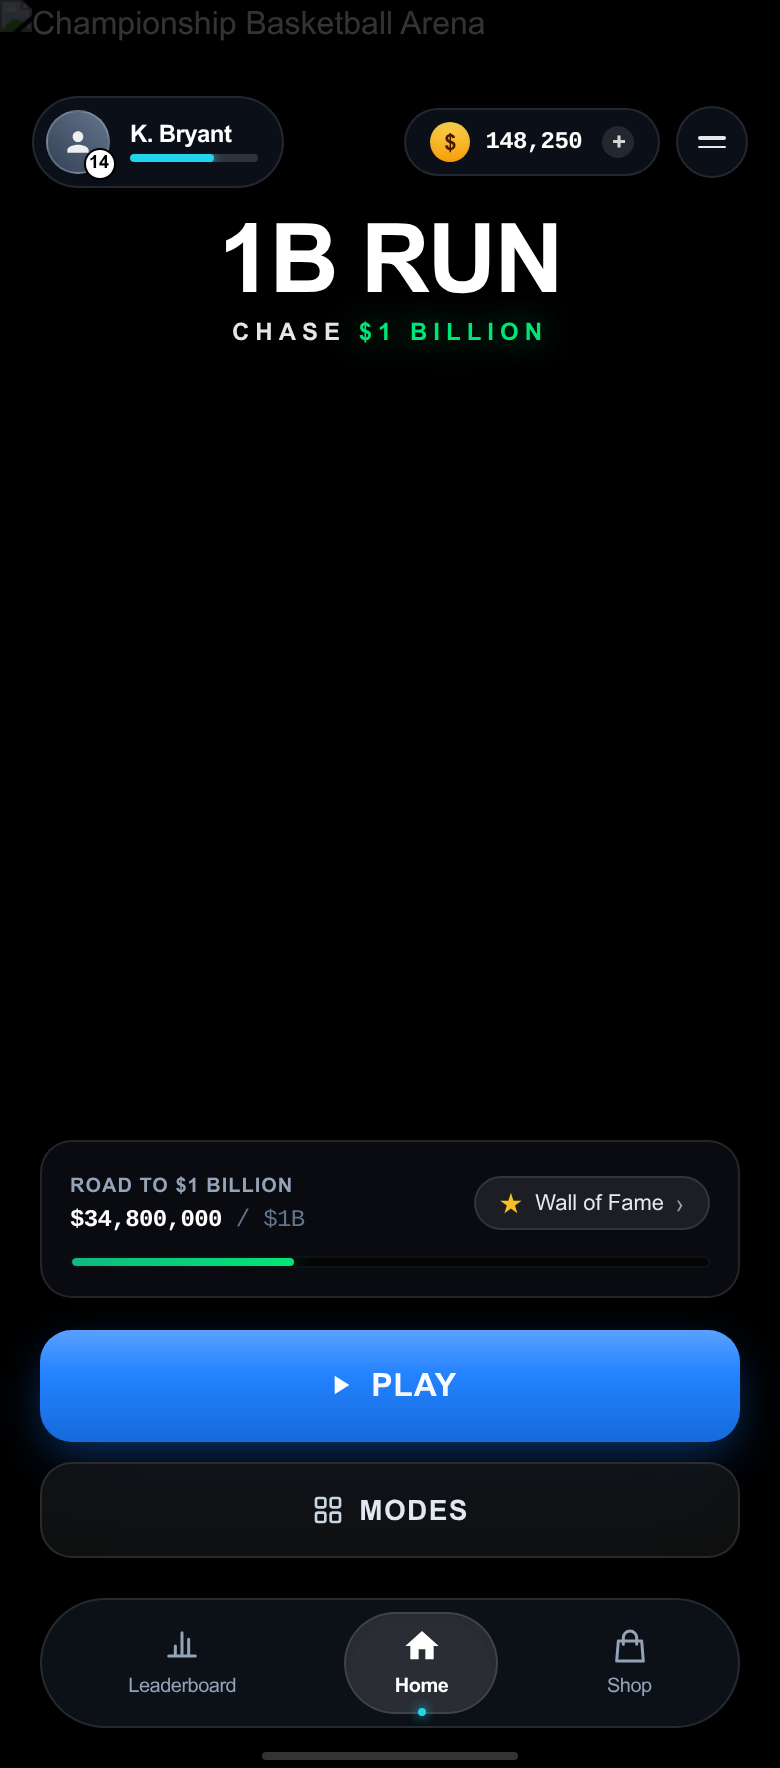 Championship Basketball Arena
K. Bryant
14
$ 148,250 +
1B RUN
CHASE $1 BILLION
ROAD TO $1 BILLION
$34,800,000 / $1B
★ Wall of Fame ›
PLAY
MODES
Leaderboard
Home
Shop